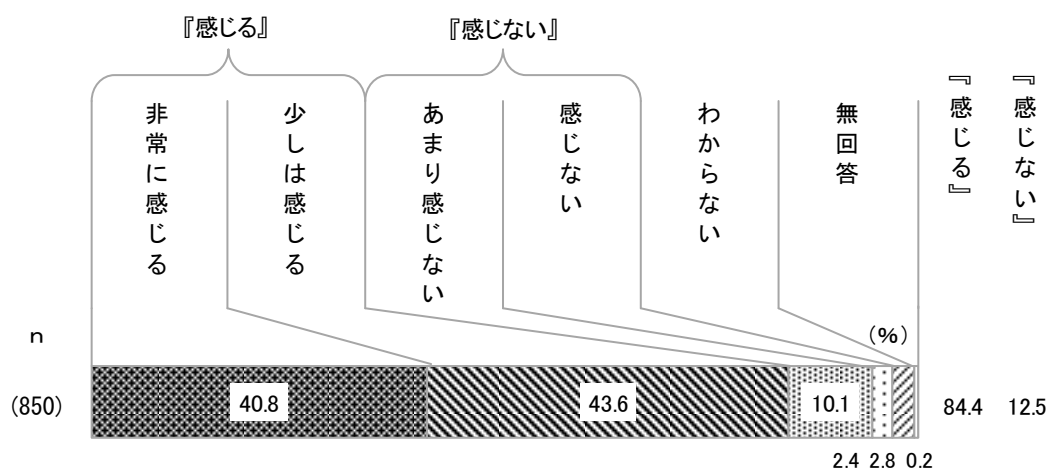 『感じる』 『感じない』
非常に感じる
少しは感じる
あまり感じない
感じない
わからない
無回答
『感じる』
『感じない』
n
(%)
(850) 40.8 43.6 10.1 84.4 12.5
2.4 2.8 0.2